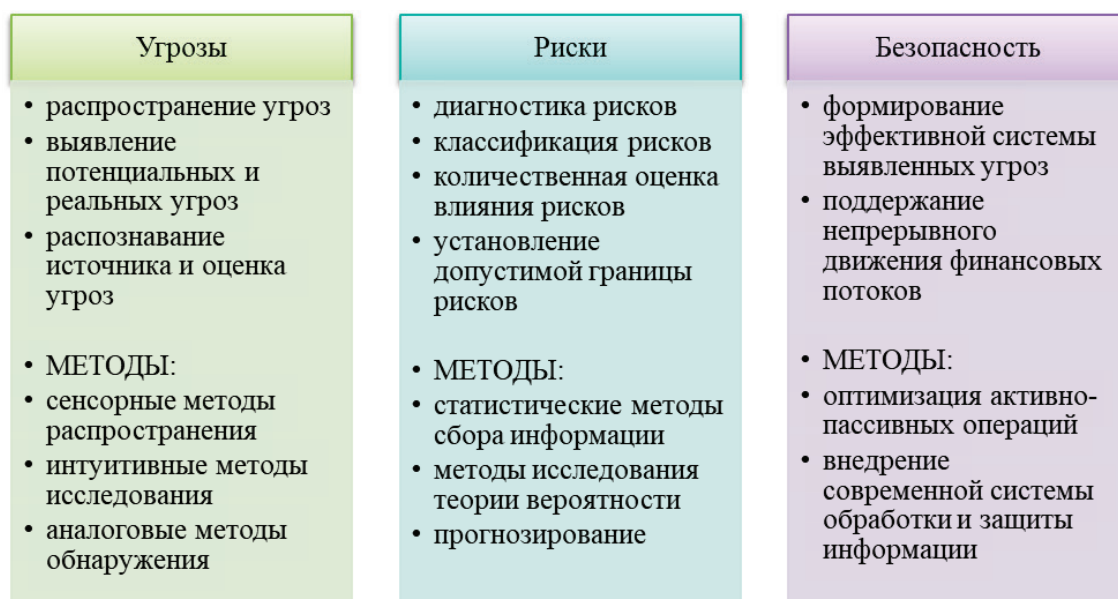 Угрозы
• распространение угроз
• выявление
потенциальных и
реальных угроз
• распознавание
источника и оценка
угроз
• МЕТОДЫ:
• сенсорные методы
распространения
• интуитивные методы
исследования
• аналоговые методы
обнаружения
Риски
• диагностика рисков
• классификация рисков
• количественная оценка
влияния рисков
• установление
допустимой границы
рисков
• МЕТОДЫ:
• статистические методы
сбора информации
• методы исследования
теории вероятности
• прогнозирование
Безопасность
• формирование
эффективной системы
выявленных угроз
• поддержание
непрерывного
движения финансовых
потоков
• МЕТОДЫ:
• оптимизация активно-
пассивных операций
• внедрение
современной системы
обработки и защиты
информации